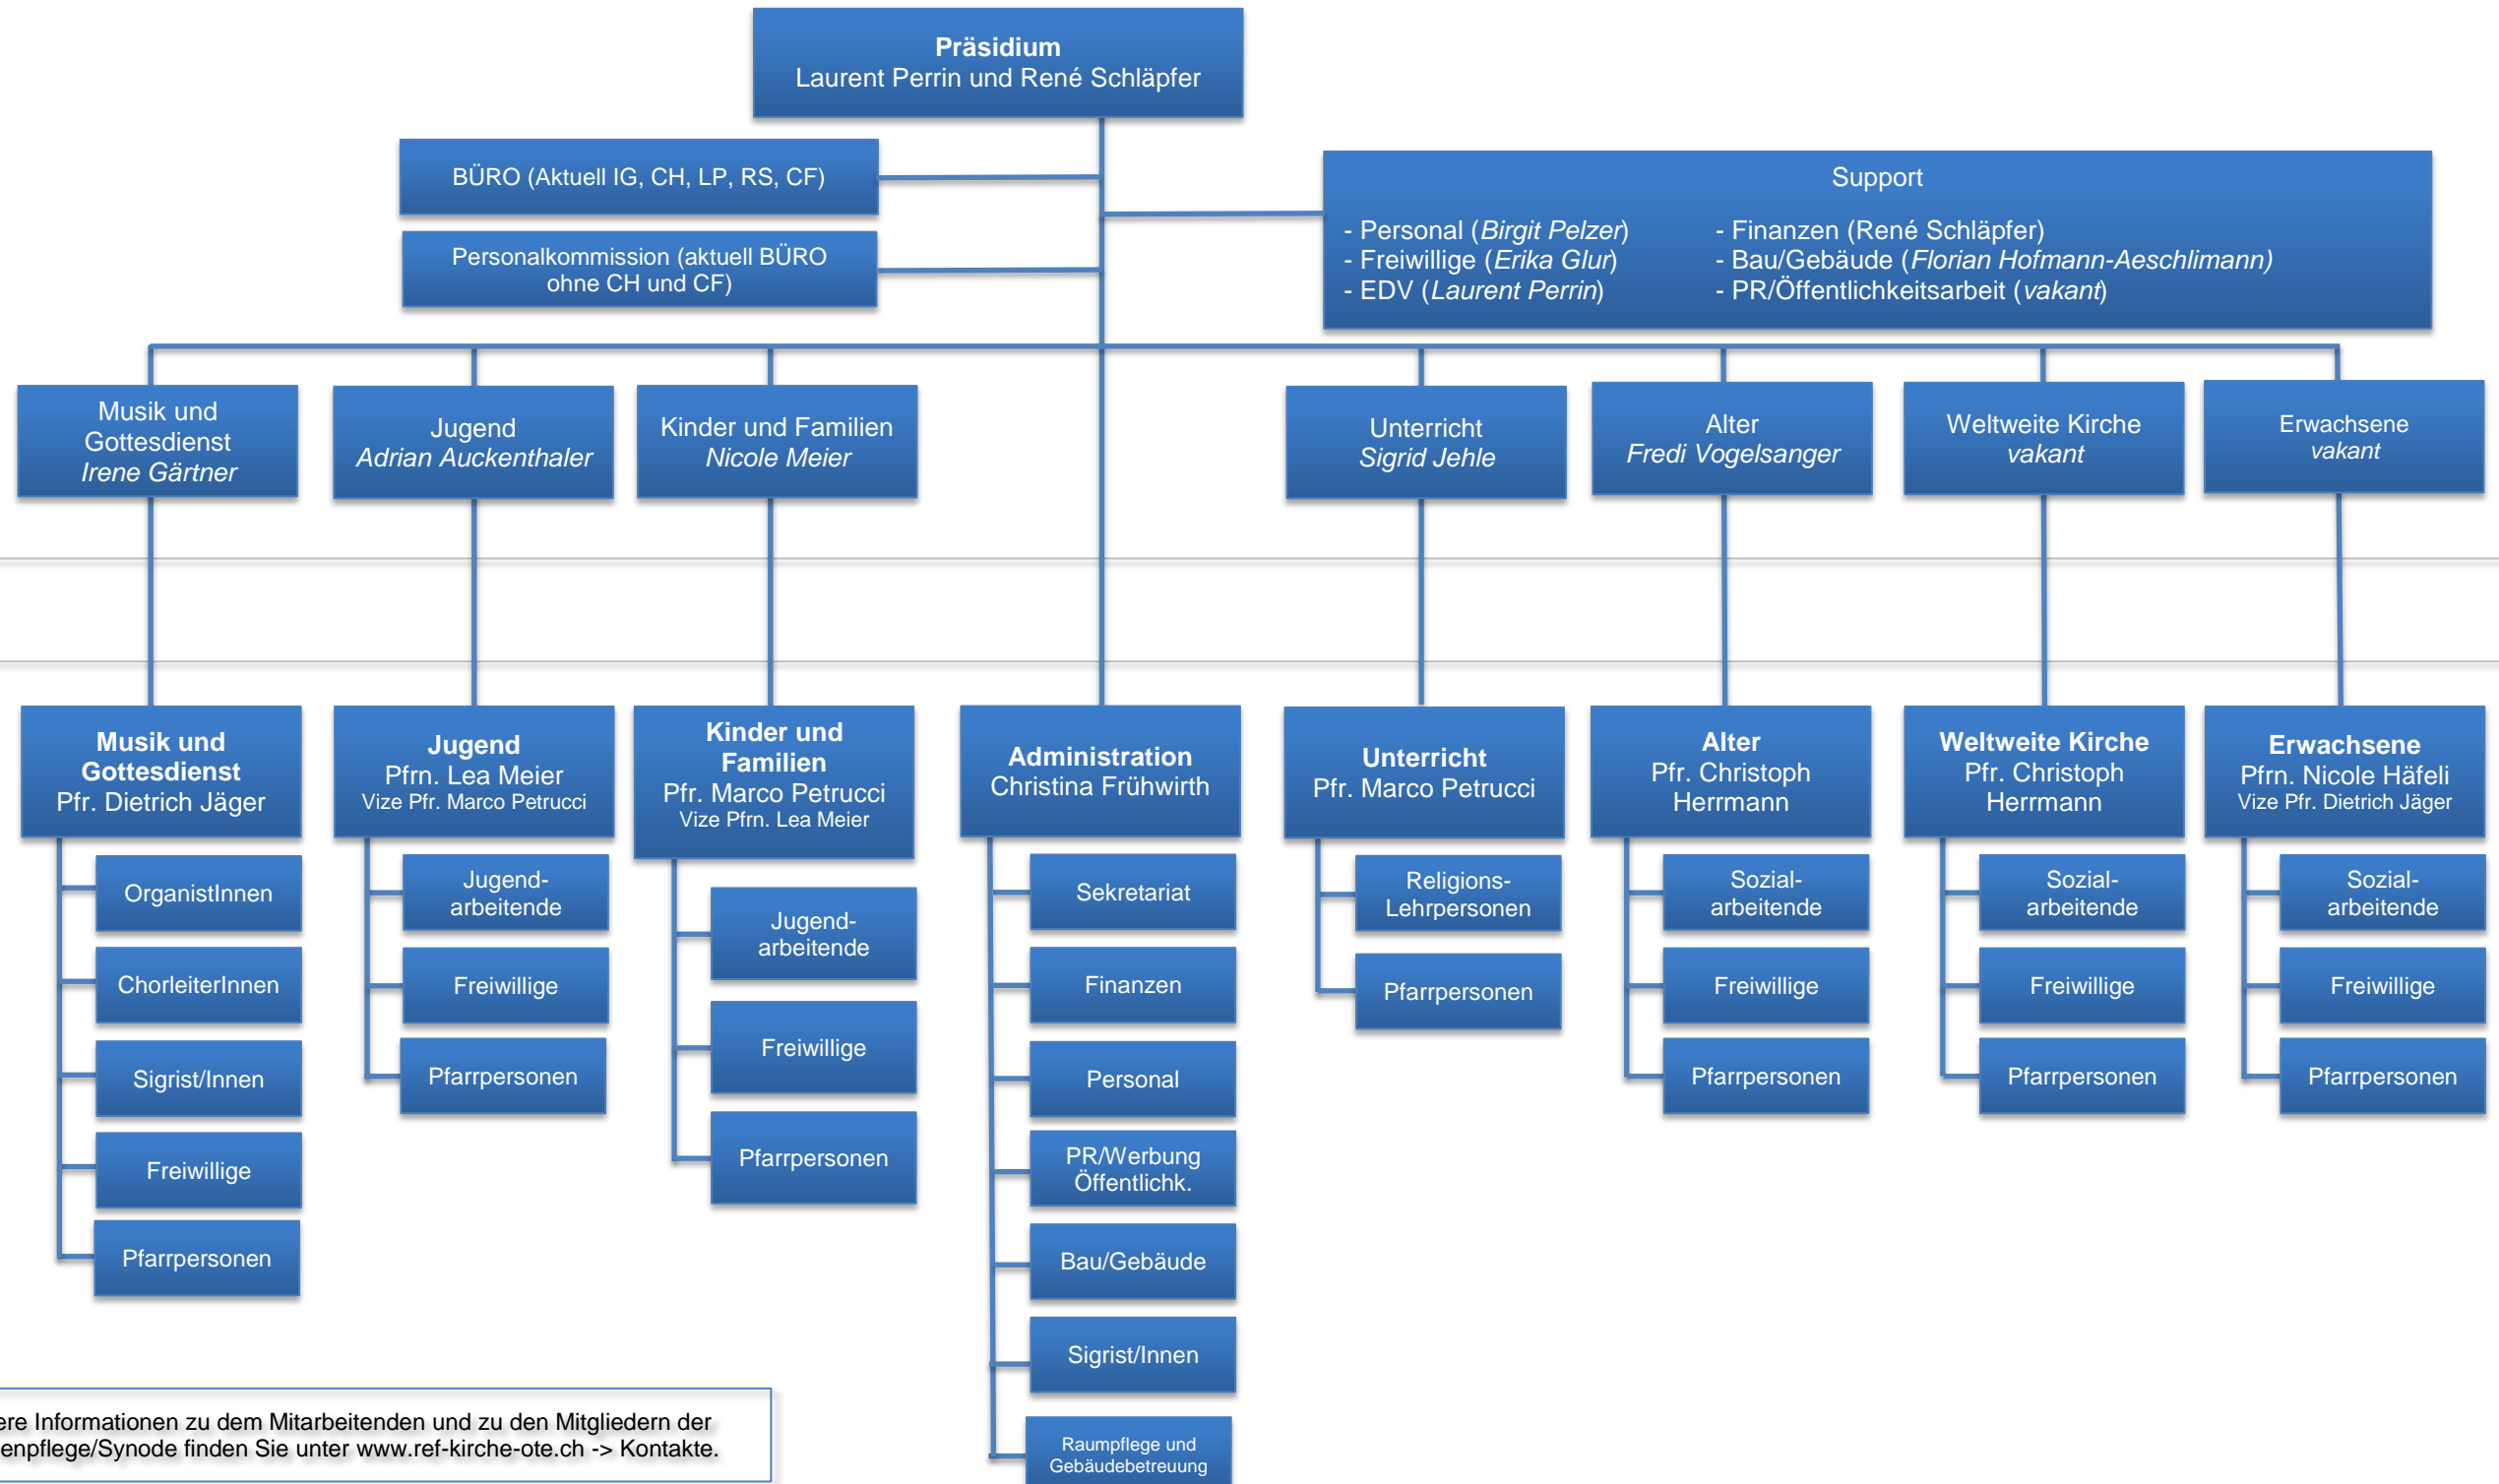 Präsidium
Laurent Perrin und René Schläpfer
BÜRO (Aktuell IG, CH, LP, RS, CF)
Personalkommission (aktuell BÜRO
ohne CH und CF)
Support
- Personal (Birgit Pelzer)
- Freiwillige (Erika Glur)
- EDV (Laurent Perrin)
- Finanzen (René Schläpfer)
- Bau/Gebäude (Florian Hofmann-Aeschlimann)
- PR/Öffentlichkeitsarbeit (vakant)
Musik und
Gottesdienst
Irene Gärtner
Jugend
Adrian Auckenthaler
Kinder und Familien
Nicole Meier
Unterricht
Sigrid Jehle
Alter
Fredi Vogelsanger
Weltweite Kirche
vakant
Erwachsene
vakant
Musik und
Gottesdienst
Pfr. Dietrich Jäger
OrganistInnen
ChorleiterInnen
Sigrist/Innen
Freiwillige
Pfarrpersonen
Jugend
Pfrn. Lea Meier
Vize Pfr. Marco Petrucci
Jugend-
arbeitende
Freiwillige
Pfarrpersonen
Kinder und
Familien
Pfr. Marco Petrucci
Vize Pfrn. Lea Meier
Jugend-
arbeitende
Freiwillige
Pfarrpersonen
Administration
Christina Frühwirth
Sekretariat
Finanzen
Personal
PR/Werbung
Öffentlichk.
Bau/Gebäude
Sigrist/Innen
Raumpflege und
Gebäudebetreuung
Unterricht
Pfr. Marco Petrucci
Religions-
Lehrpersonen
Pfarrpersonen
Alter
Pfr. Christoph
Herrmann
Sozial-
arbeitende
Freiwillige
Pfarrpersonen
Weltweite Kirche
Pfr. Christoph
Herrmann
Sozial-
arbeitende
Freiwillige
Pfarrpersonen
Erwachsene
Pfrn. Nicole Häfeli
Vize Pfr. Dietrich Jäger
Sozial-
arbeitende
Freiwillige
Pfarrpersonen
ere Informationen zu dem Mitarbeitenden und zu den Mitgliedern der
enpflege/Synode finden Sie unter www.ref-kirche-ote.ch -> Kontakte.